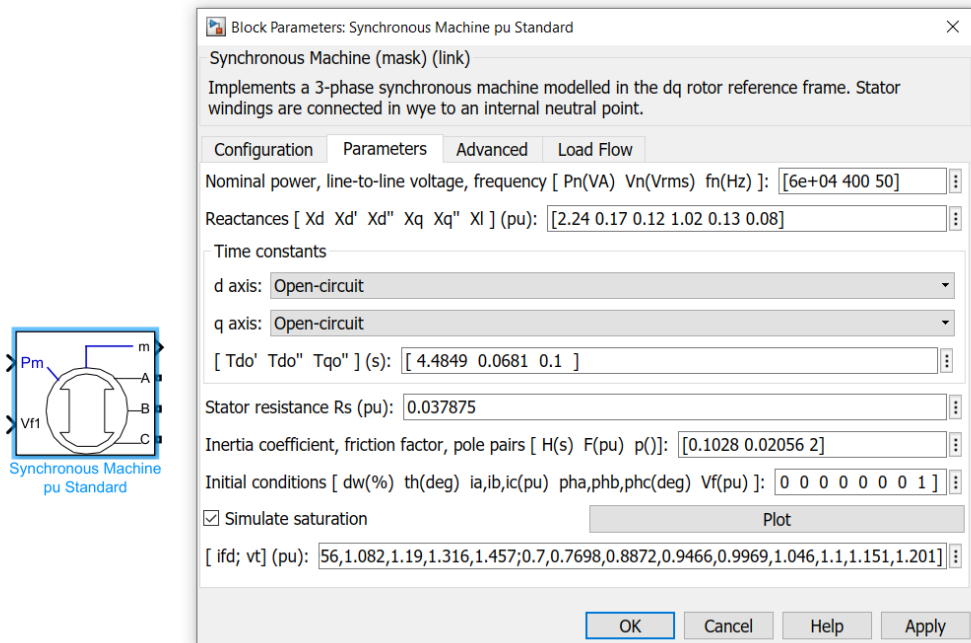 Block Parameters: Synchronous Machine pu Standard
Synchronous Machine (mask) (link)
Implements a 3-phase synchronous machine modelled in the dq rotor reference frame. Stator
windings are connected in wye to an internal neutral point.
Configuration Parameters Advanced Load Flow
Nominal power, line-to-line voltage, frequency [ Pn(VA) Vn(Vrms) fn(Hz) ]: [6e+04 400 50]
Reactances [ Xd Xd' Xd" Xq Xq" Xl ] (pu): [2.24 0.17 0.12 1.02 0.13 0.08]
Time constants
d axis: Open-circuit
q axis: Open-circuit
[ Tdo' Tdo" Tqo" ] (s): [ 4.4849 0.0681 0.1 ]
Stator resistance Rs (pu): 0.037875
Inertia coefficient, friction factor, pole pairs [ H(s) F(pu) p()]: [0.1028 0.02056 2]
Initial conditions [ dw(%) th(deg) ia,ib,ic(pu) pha,phb,phc(deg) Vf(pu) ]: 0 0 0 0 0 0 0 1 ]
Simulate saturation Plot
[ ifd; vt] (pu): 56,1.082,1.19,1.316,1.457;0.7,0.7698,0.8872,0.9466,0.9969,1.046,1.1,1.151,1.201]
OK Cancel Help Apply
m
Pm
A
B
Vf1
C
Synchronous Machine
pu Standard